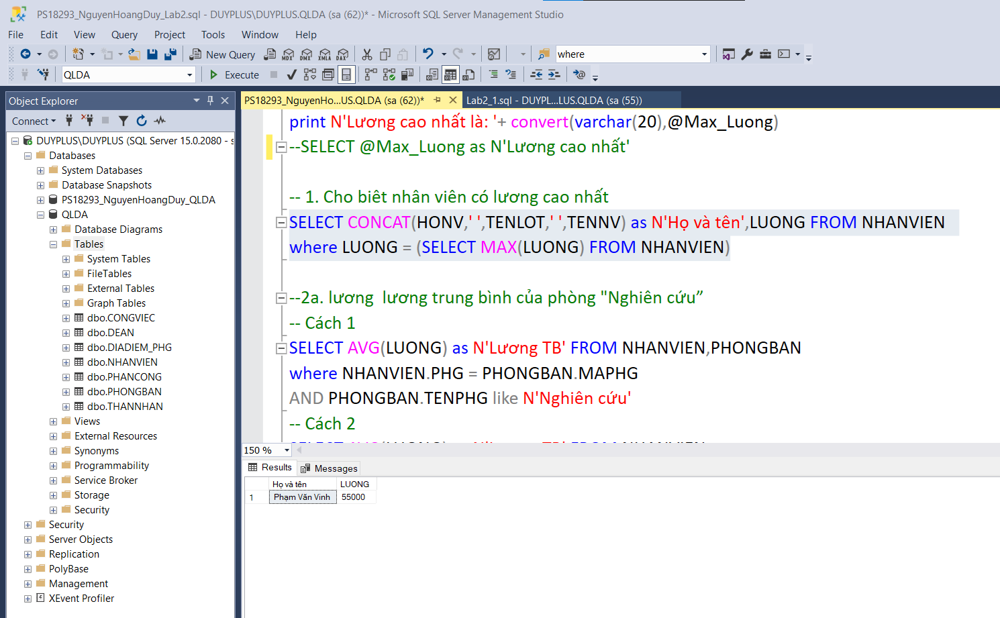 PS18293_NguyenHoangDuy_Lab2.sql - DUYPLUS\DUYPLUS.QLDA (sa (62))* - Microsoft SQL Server Management Studio
File Edit View Query Project Tools Window Help
New Query MDX DMX XMLA DAX where
QLDA Execute
Object Explorer
Connect
DUYPLUS\DUYPLUS (SQL Server 15.0.2080 - s
Databases
System Databases
Database Snapshots
PS18293_NguyenHoangDuy_QLDA
QLDA
Database Diagrams
Tables
System Tables
FileTables
External Tables
Graph Tables
dbo.CONGVIEC
dbo.DEAN
dbo.DIADIEM_PHG
dbo.NHANVIEN
dbo.PHANCONG
dbo.PHONGBAN
dbo.THANNHAN
Views
External Resources
Synonyms
Programmability
Service Broker
Storage
Security
Security
Server Objects
Replication
PolyBase
Management
XEvent Profiler
PS18293_NguyenHo...US.QLDA (sa (62))* Lab2_1.sql - DUYPL...LUS.QLDA (sa (55))
print N'Lương cao nhất là: '+ convert(varchar(20),@Max_Luong)
--SELECT @Max_Luong as N'Lương cao nhất'
-- 1. Cho biêt nhân viên có lương cao nhất
SELECT CONCAT(HONV,' ',TENLOT,' ',TENNV) as N'Họ và tên',LUONG FROM NHANVIEN
where LUONG = (SELECT MAX(LUONG) FROM NHANVIEN)
--2a. lương  lương trung bình của phòng "Nghiên cứu”
-- Cách 1
SELECT AVG(LUONG) as N'Lương TB' FROM NHANVIEN,PHONGBAN
where NHANVIEN.PHG = PHONGBAN.MAPHG
AND PHONGBAN.TENPHG like N'Nghiên cứu'
-- Cách 2
150 %
Results Messages
Họ và tên LUONG
1 Phạm Văn Vinh 55000